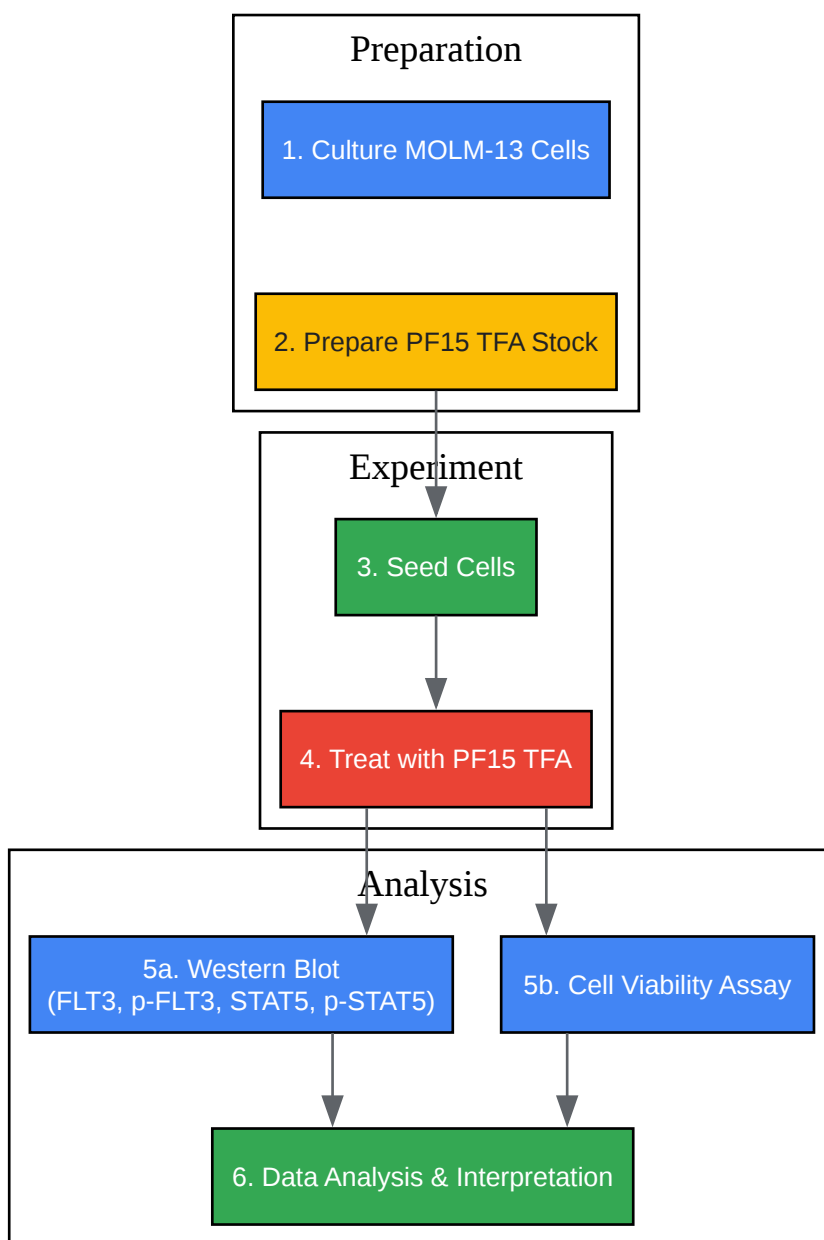 Preparation
1. Culture MOLM-13 Cells
2. Prepare PF15 TFA Stock
Experiment
3. Seed Cells
4. Treat with PF15 TFA
Analysis
5a. Western Blot
(FLT3, p-FLT3, STAT5, p-STAT5)
5b. Cell Viability Assay
6. Data Analysis & Interpretation